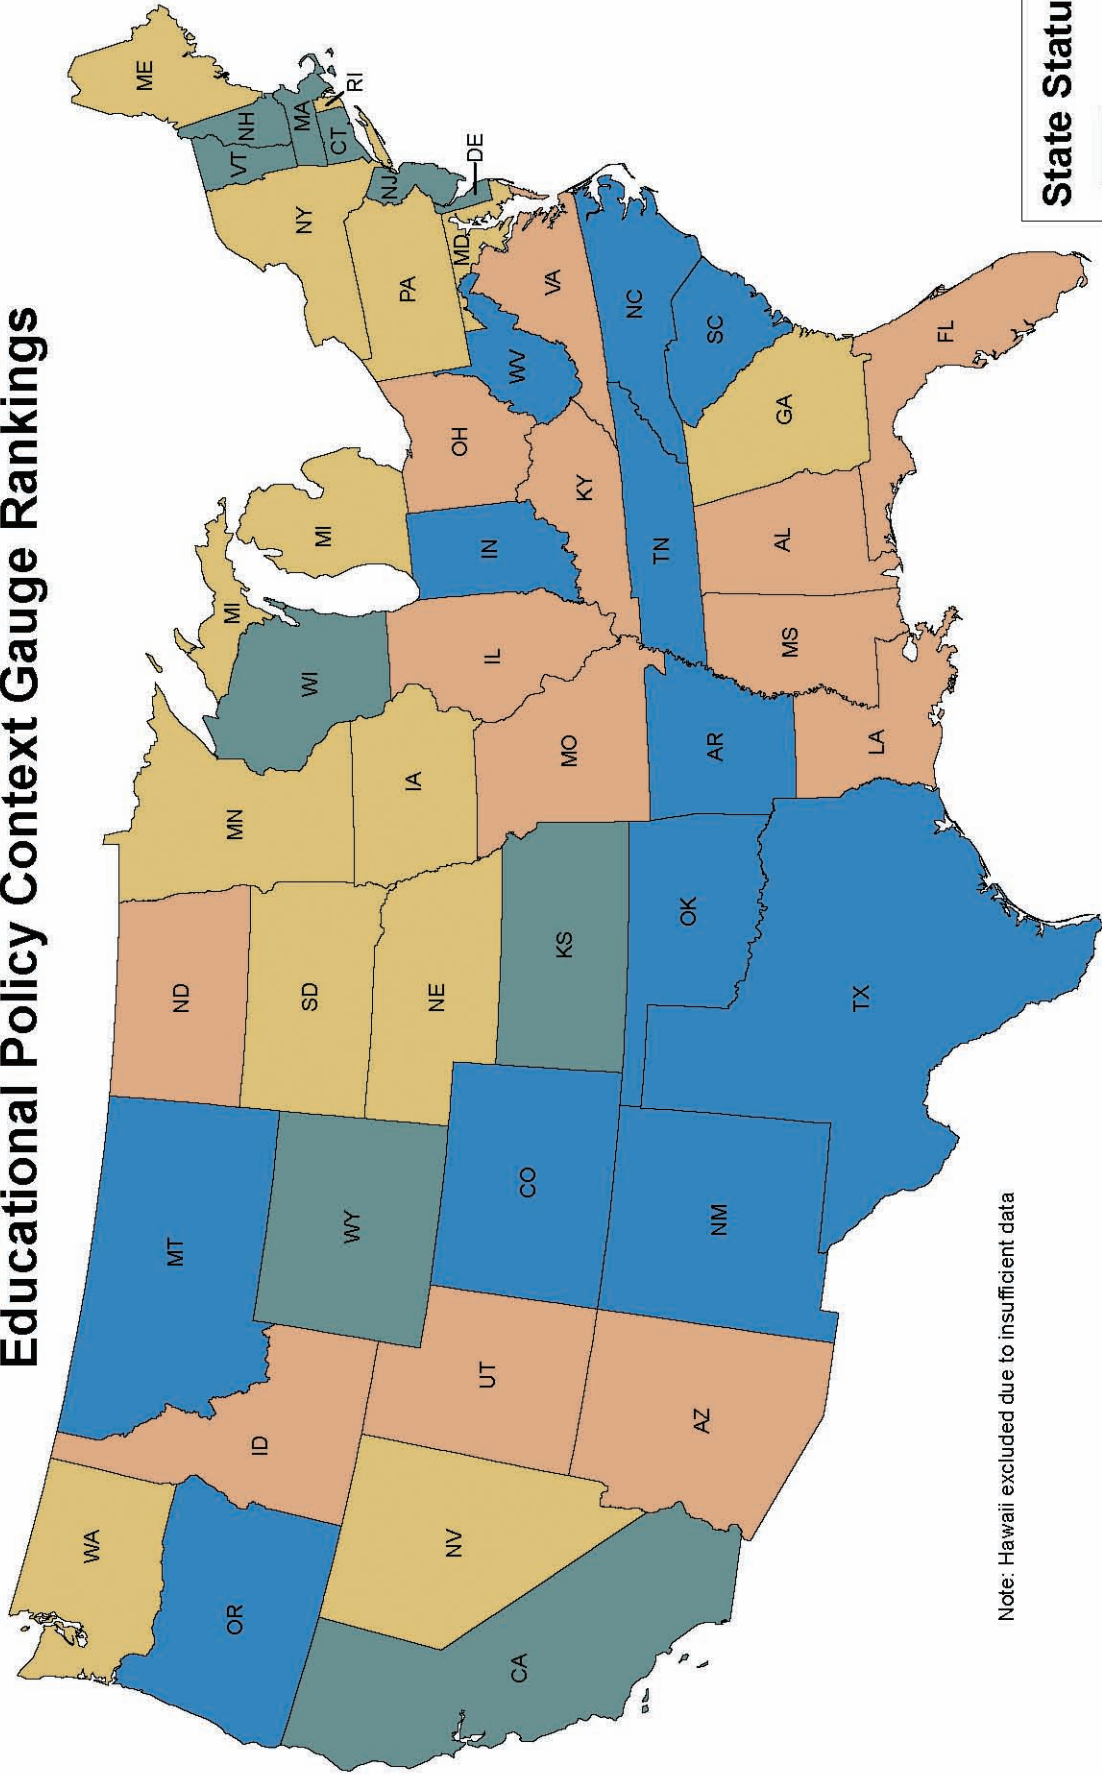 Educational Policy Context Gauge Rankings
WA
OR
CA
NV
ID
MT
WY
UT
AZ
CO
NM
ND
SD
NE
KS
OK
TX
MN
IA
MO
AR
LA
WI
IL
MI
MI
IN
OH
KY
TN
MS
AL
GA
FL
SC
NC
VA
WV
MD
DE
PA
NJ
NY
CT
RI
MA
VT
NH
ME
Note: Hawaii excluded due to insufficient data
State Statu